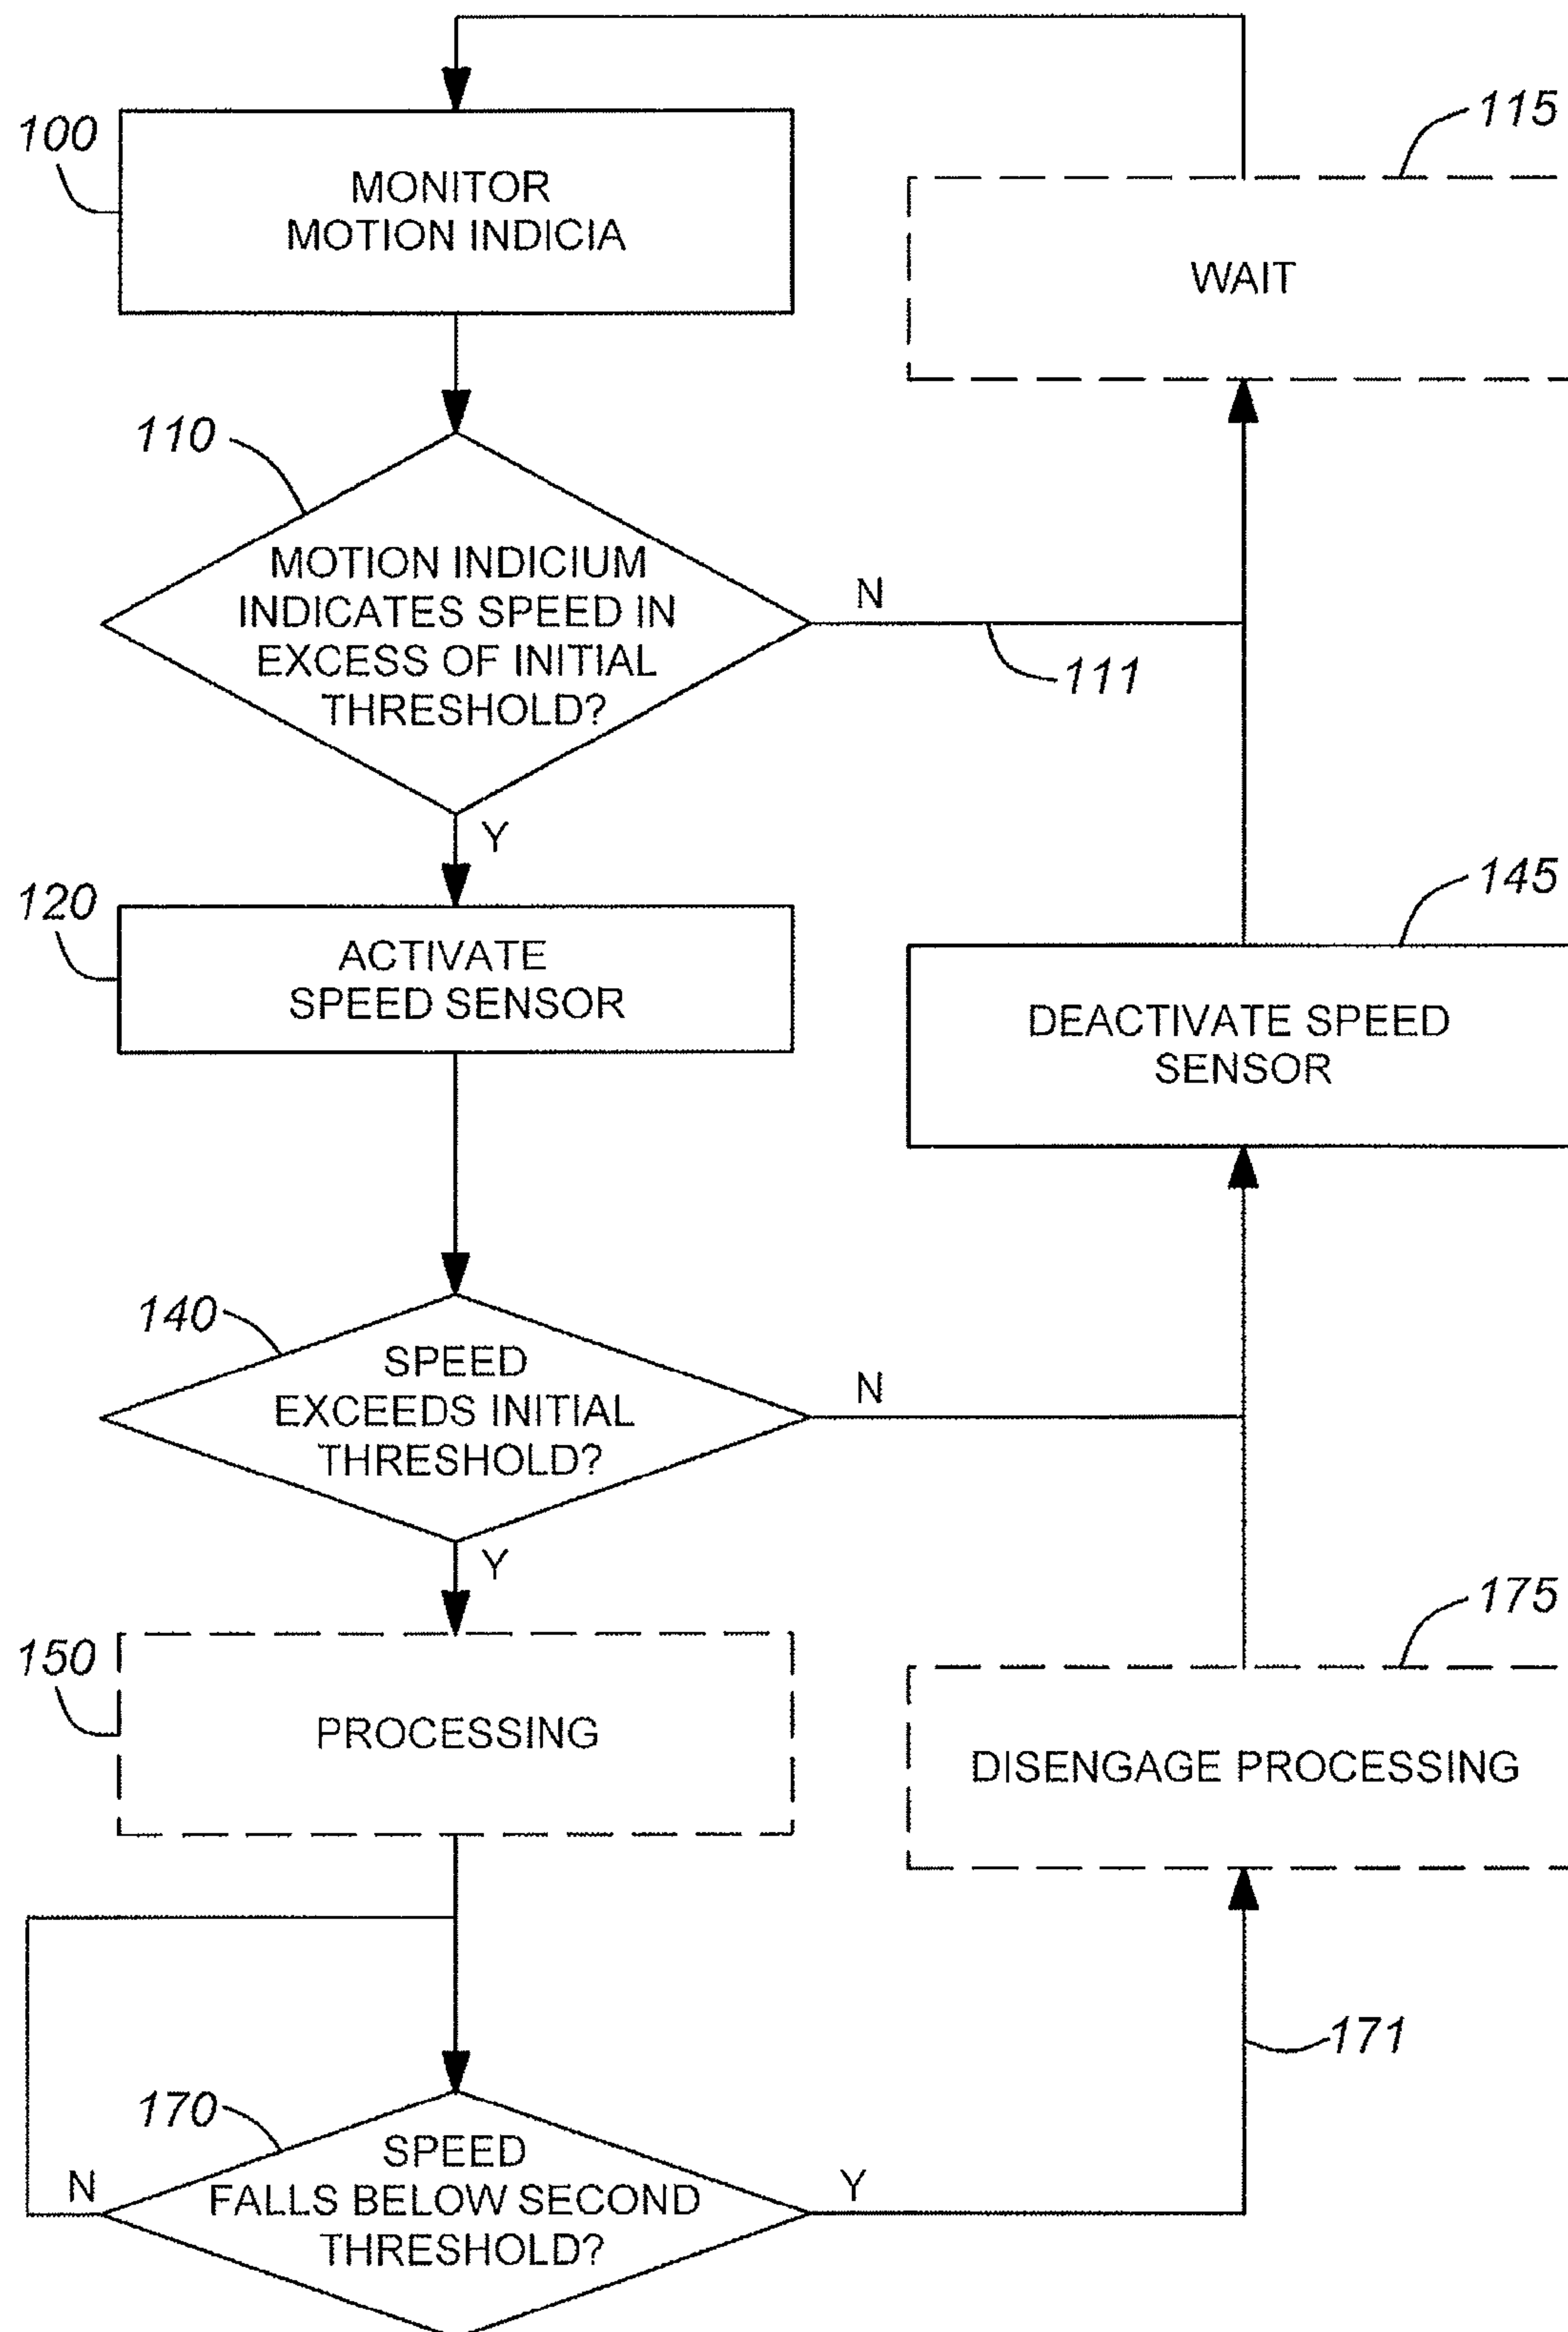 100
MONITOR
MOTION INDICIA
115
WAIT
110
MOTION INDICIUM
INDICATES SPEED IN
EXCESS OF INITIAL
THRESHOLD?
N
111
Y
120
ACTIVATE
SPEED SENSOR
145
DEACTIVATE SPEED
SENSOR
140
SPEED
EXCEEDS INITIAL
THRESHOLD?
N
Y
150
PROCESSING
175
DISENGAGE PROCESSING
171
170
SPEED
FALLS BELOW SECOND
THRESHOLD?
N
Y